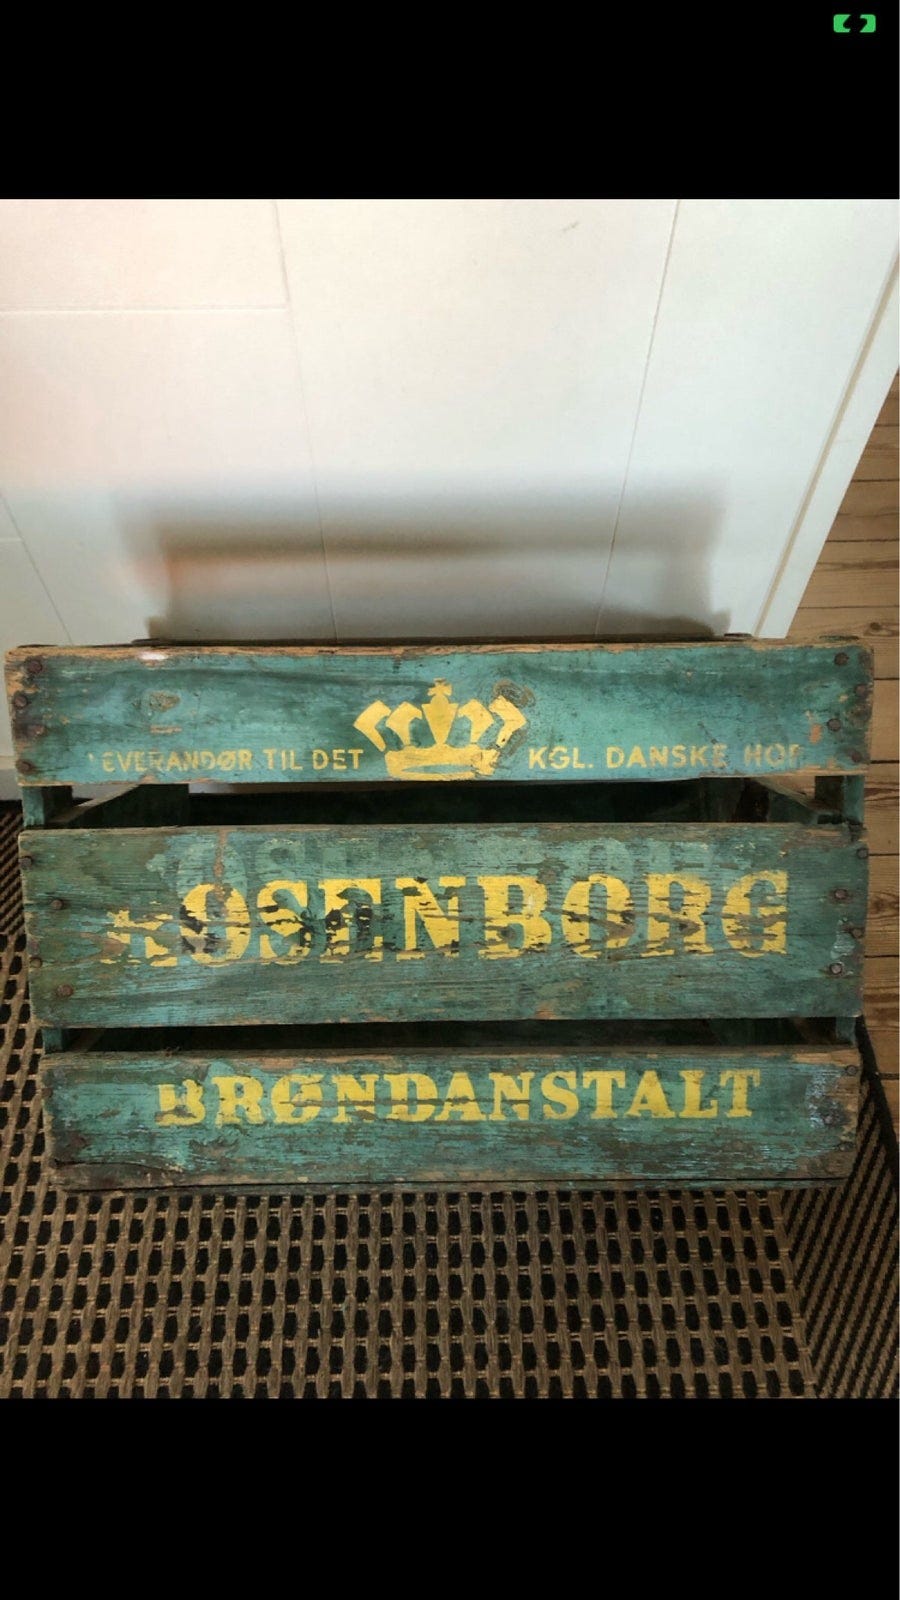 LEVERANDØR TIL DET KGL. DANSKE HOF
ROSENBORG
BRØNDANSTALT